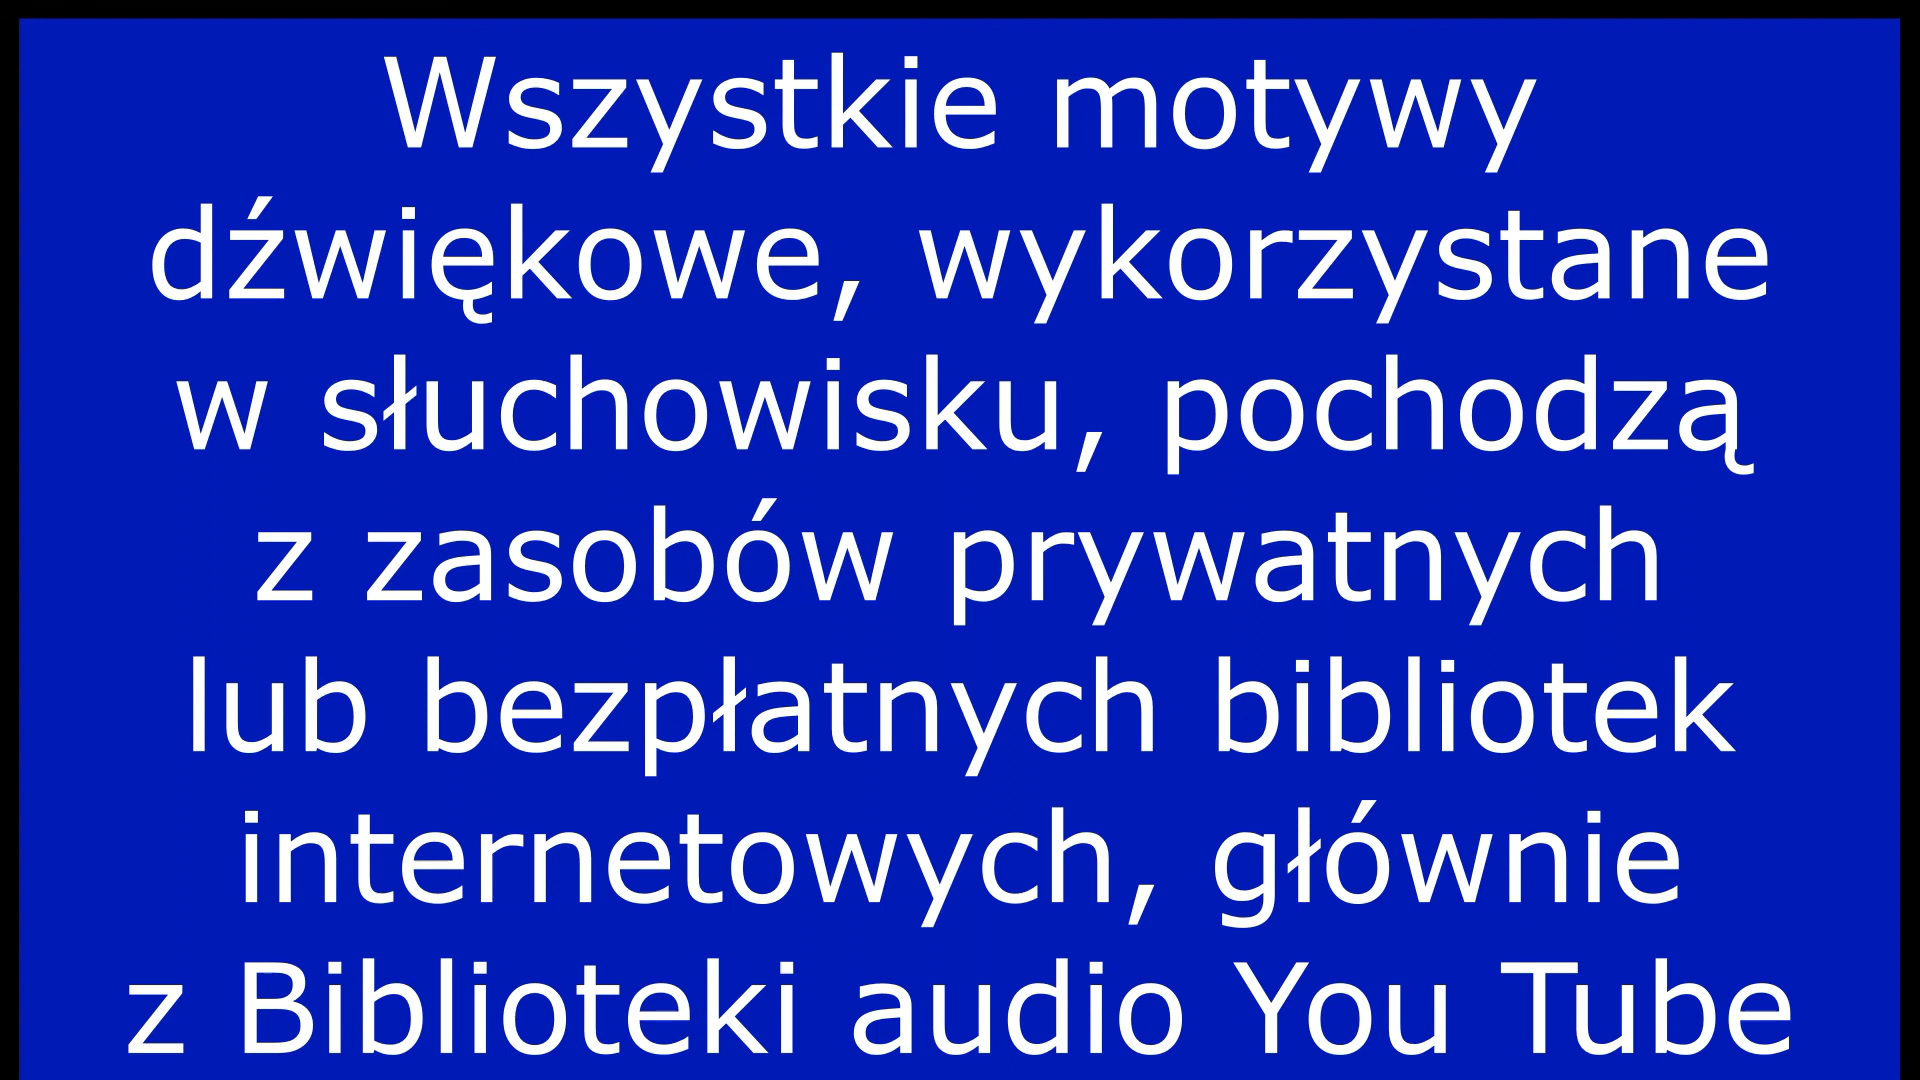 Wszystkie motywy
dźwiękowe, wykorzystane
w słuchowisku, pochodzą
z zasobów prywatnych
lub bezpłatnych bibliotek
internetowych, głównie
z Biblioteki audio You Tube